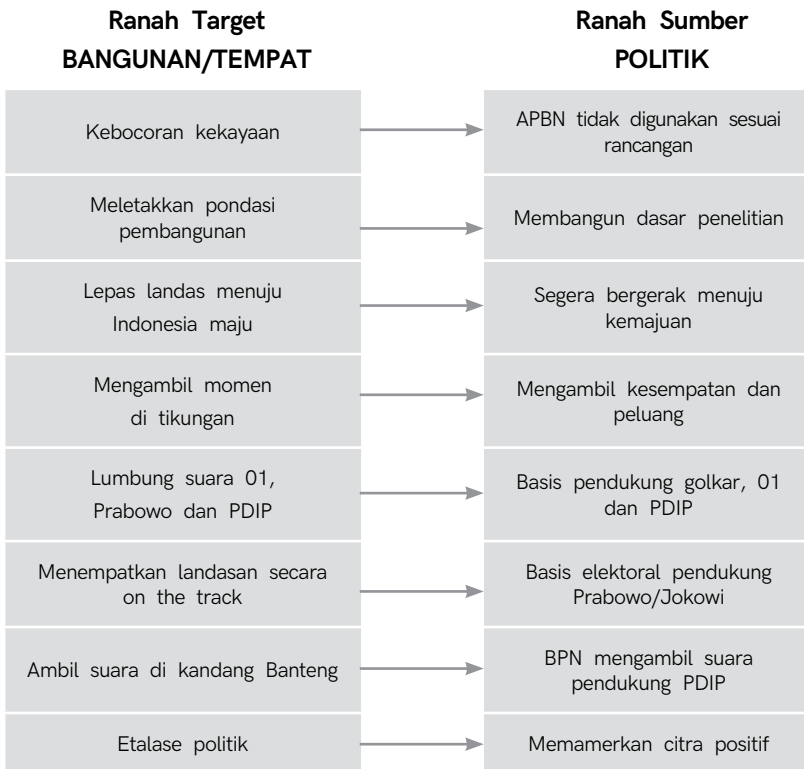 Ranah Target
BANGUNAN/TEMPAT
Ranah Sumber
POLITIK
Kebocoran kekayaan
APBN tidak digunakan sesuai
rancangan
Meletakkan pondasi
pembangunan
Membangun dasar penelitian
Lepas landas menuju
Indonesia maju
Segera bergerak menuju
kemajuan
Mengambil momen
di tikungan
Mengambil kesempatan dan
peluang
Lumbung suara 01,
Prabowo dan PDIP
Basis pendukung golkar, 01
dan PDIP
Menempatkan landasan secara
on the track
Basis elektoral pendukung
Prabowo/Jokowi
Ambil suara di kandang Banteng
BPN mengambil suara
pendukung PDIP
Etalase politik
Memamerkan citra positif